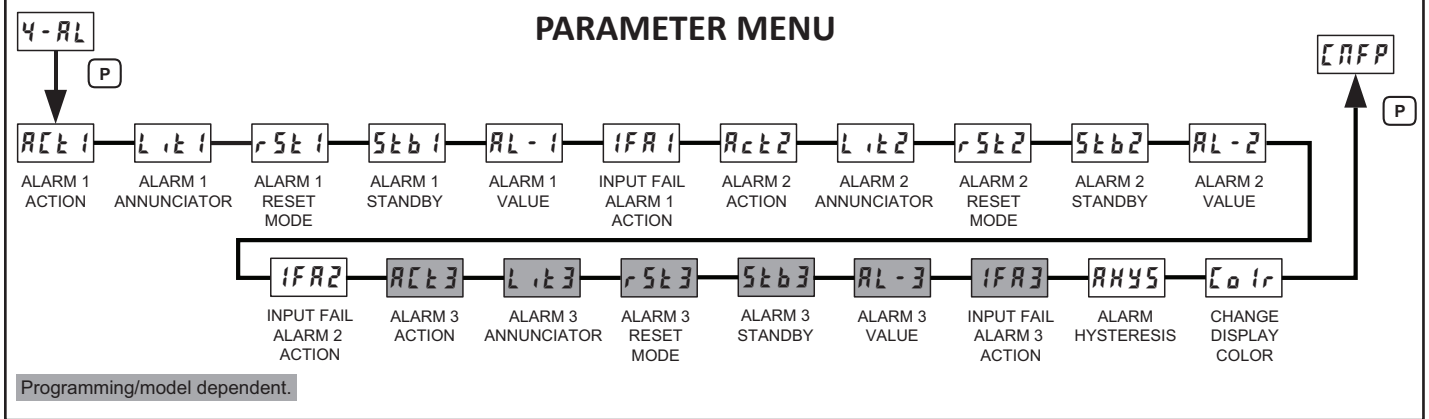 PARAMETER MENU
4-AL
P
CNFP
P
ACt1
Lit1
rSt1
Stb1
AL-1
IFA1
Act2
Lit2
rSt2
Stb2
AL-2
ALARM 1
ACTION
ALARM 1
ANNUNCIATOR
ALARM 1
RESET
MODE
ALARM 1
STANDBY
ALARM 1
VALUE
INPUT FAIL
ALARM 1
ACTION
ALARM 2
ACTION
ALARM 2
ANNUNCIATOR
ALARM 2
RESET
MODE
ALARM 2
STANDBY
ALARM 2
VALUE
IFA2
ACt3
Lit3
rSt3
Stb3
AL-3
IFA3
AHYS
Colr
INPUT FAIL
ALARM 2
ACTION
ALARM 3
ACTION
ALARM 3
ANNUNCIATOR
ALARM 3
RESET
MODE
ALARM 3
STANDBY
ALARM 3
VALUE
INPUT FAIL
ALARM 3
ACTION
ALARM
HYSTERESIS
CHANGE
DISPLAY
COLOR
Programming/model dependent.